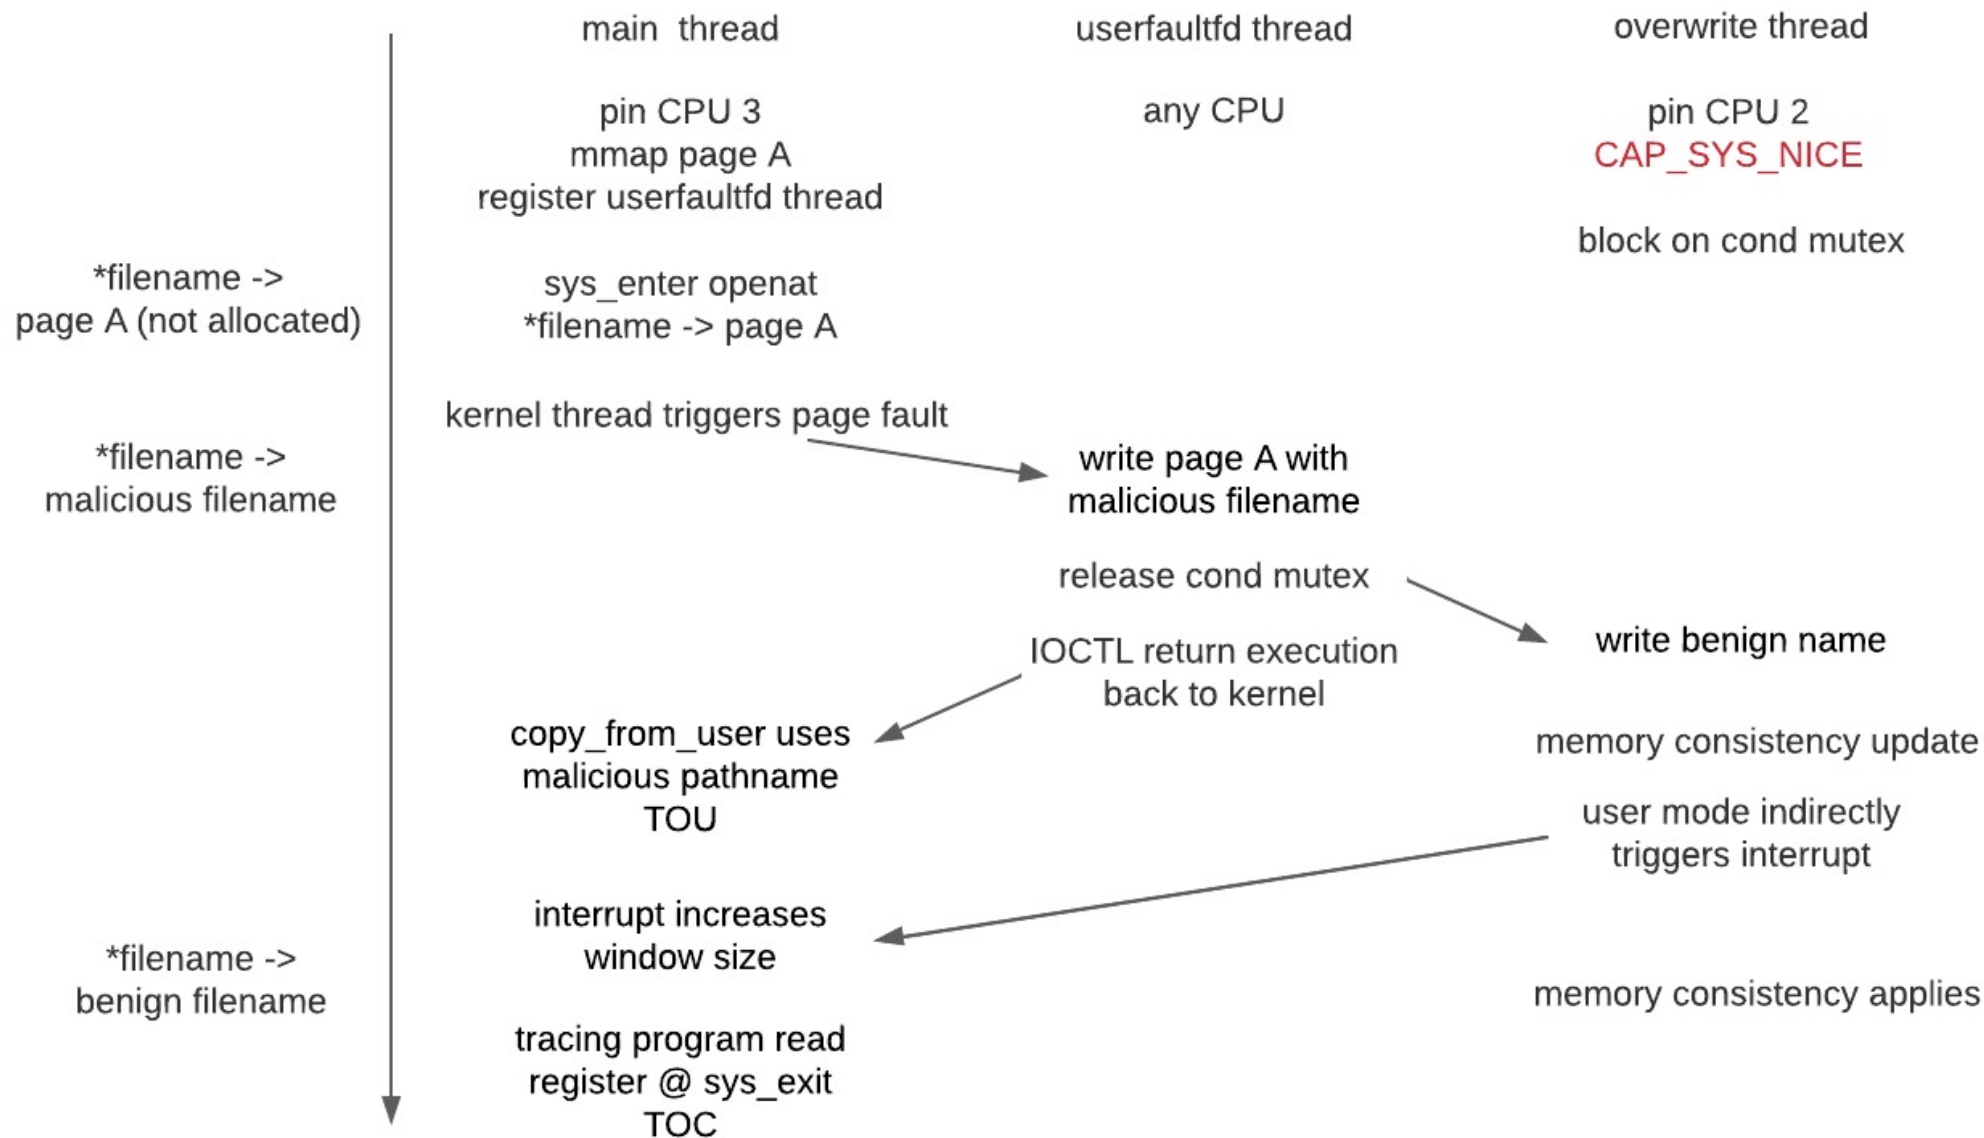 main thread
userfaultfd thread
overwrite thread
pin CPU 3
any CPU
pin CPU 2
mmap page A
CAP_SYS_NICE
register userfaultfd thread
block on cond mutex
*filename ->
page A (not allocated)
sys_enter openat
*filename -> page A
kernel thread triggers page fault
*filename ->
malicious filename
write page A with
malicious filename
release cond mutex
write benign name
IOCTL return execution
back to kernel
copy_from_user uses
malicious pathname
TOU
memory consistency update
user mode indirectly
triggers interrupt
interrupt increases
window size
*filename ->
benign filename
memory consistency applies
tracing program read
register @ sys_exit
TOC